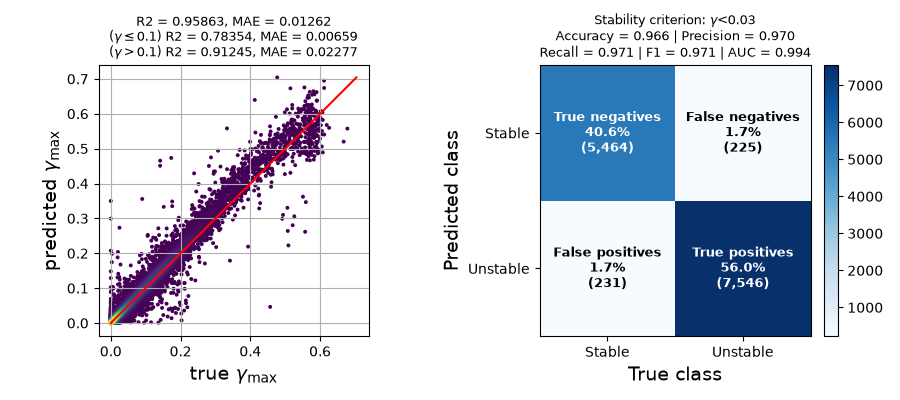 R2 = 0.95863, MAE = 0.01262
(γ ≤ 0.1) R2 = 0.78354, MAE = 0.00659
(γ > 0.1) R2 = 0.91245, MAE = 0.02277
0.7
0.6
0.5
0.4
0.3
0.2
0.1
0.0
predicted γmax
0.0 0.2 0.4 0.6
true γmax
Stability criterion: γ<0.03
Accuracy = 0.966 | Precision = 0.970
Recall = 0.971 | F1 = 0.971 | AUC = 0.994
Predicted class
Stable
Unstable
True negatives
40.6%
(5,464)
False negatives
1.7%
(225)
False positives
1.7%
(231)
True positives
56.0%
(7,546)
Stable Unstable
True class
7000
6000
5000
4000
3000
2000
1000